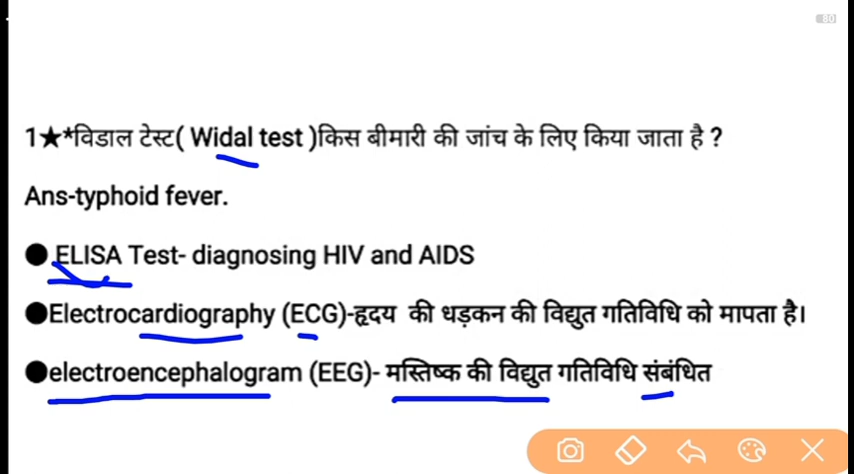 80
1★*विडाल टेस्ट( Widal test )किस बीमारी की जांच के लिए किया जाता है ?
Ans-typhoid fever.
● ELISA Test- diagnosing HIV and AIDS
●Electrocardiography (ECG)-हृदय की धड़कन की विद्युत गतिविधि को मापता है।
●electroencephalogram (EEG)- मस्तिष्क की विद्युत गतिविधि संबंधित